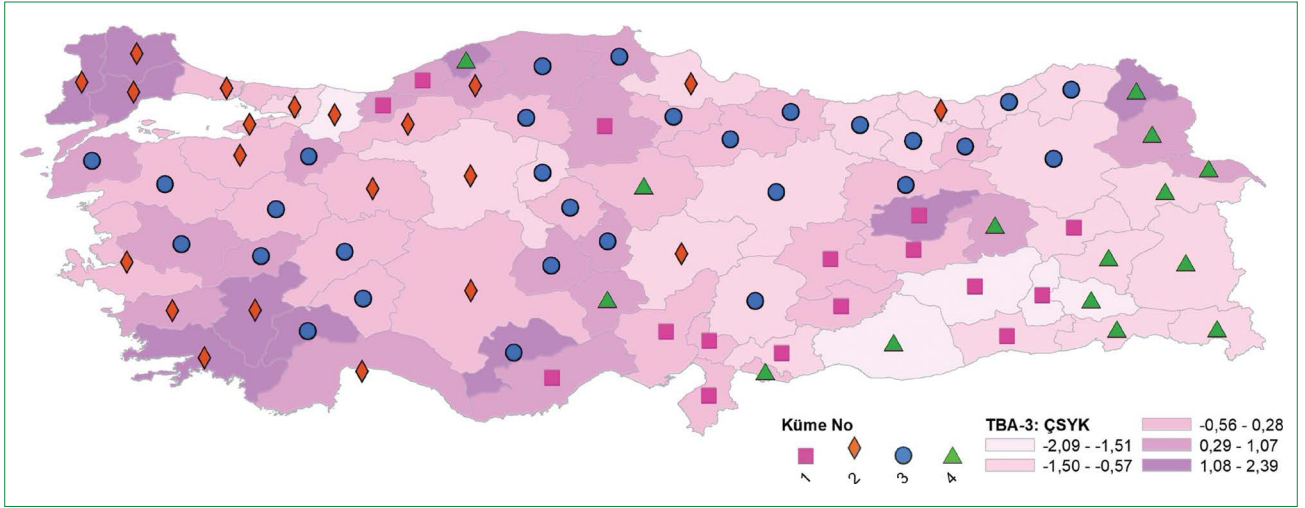 Küme No
1 2 3 4
TBA-3: ÇSYK
-2,09 - -1,51
-1,50 - -0,57
-0,56 - 0,28
0,29 - 1,07
1,08 - 2,39